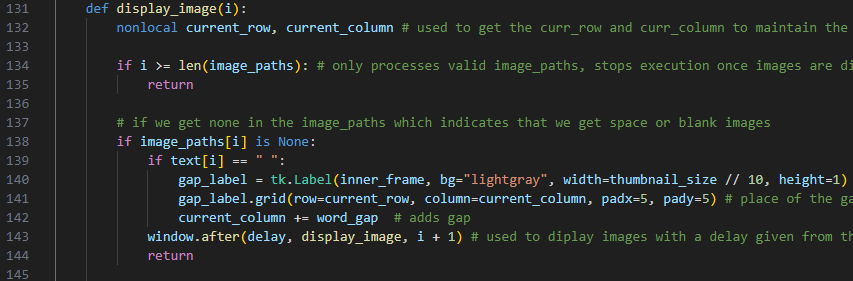 131 def display_image(i):
132 nonlocal current_row, current_column # used to get the curr_row and curr_column to maintain the
133
134 if i >= len(image_paths): # only processes valid image_paths, stops execution once images are di
135 return
136
137 # if we get none in the image_paths which indicates that we get space or blank images
138 if image_paths[i] is None:
139 if text[i] == " ":
140 gap_label = tk.Label(inner_frame, bg="lightgray", width=thumbnail_size // 10, height=1)
141 gap_label.grid(row=current_row, column=current_column, padx=5, pady=5) # place of the ga
142 current_column += word_gap # adds gap
143 window.after(delay, display_image, i + 1) # used to diplay images with a delay given from th
144 return
145